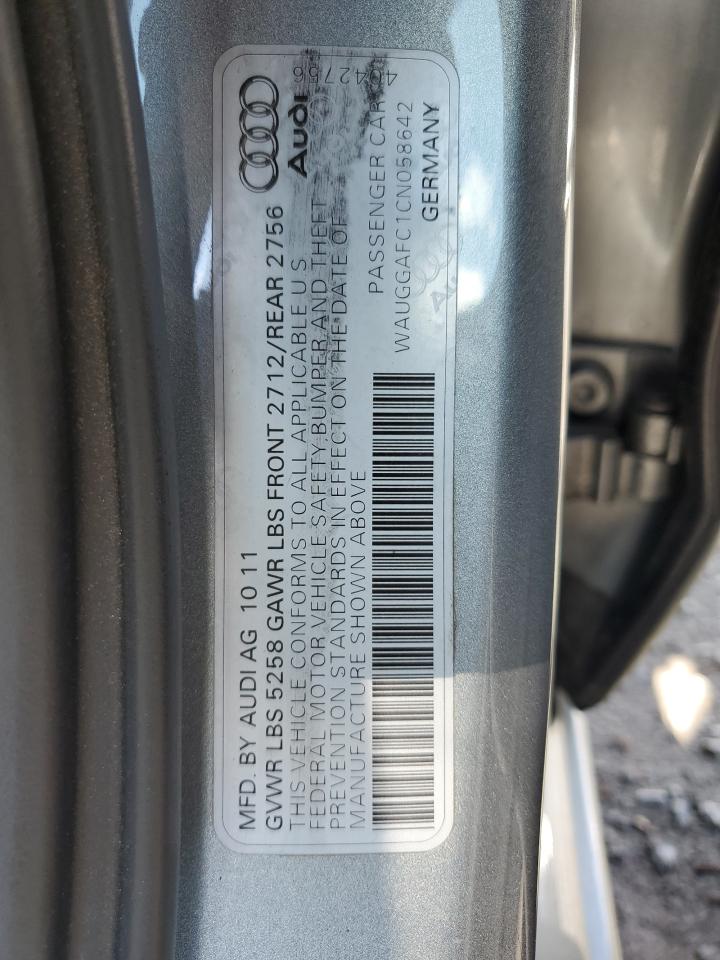 MFD. BY AUDI AG 10 11
GVWR LBS 5258 GAWR LBS FRONT 2712/REAR 2756
THIS VEHICLE CONFORMS TO ALL APPLICABLE U S
FEDERAL MOTOR VEHICLE SAFETY, BUMPER, AND THEFT
PREVENTION STANDARDS IN EFFECT ON THE DATE OF
MANUFACTURE SHOWN ABOVE
Audi
PASSENGER CAR
WAUGGAFC1CN058642
GERMANY